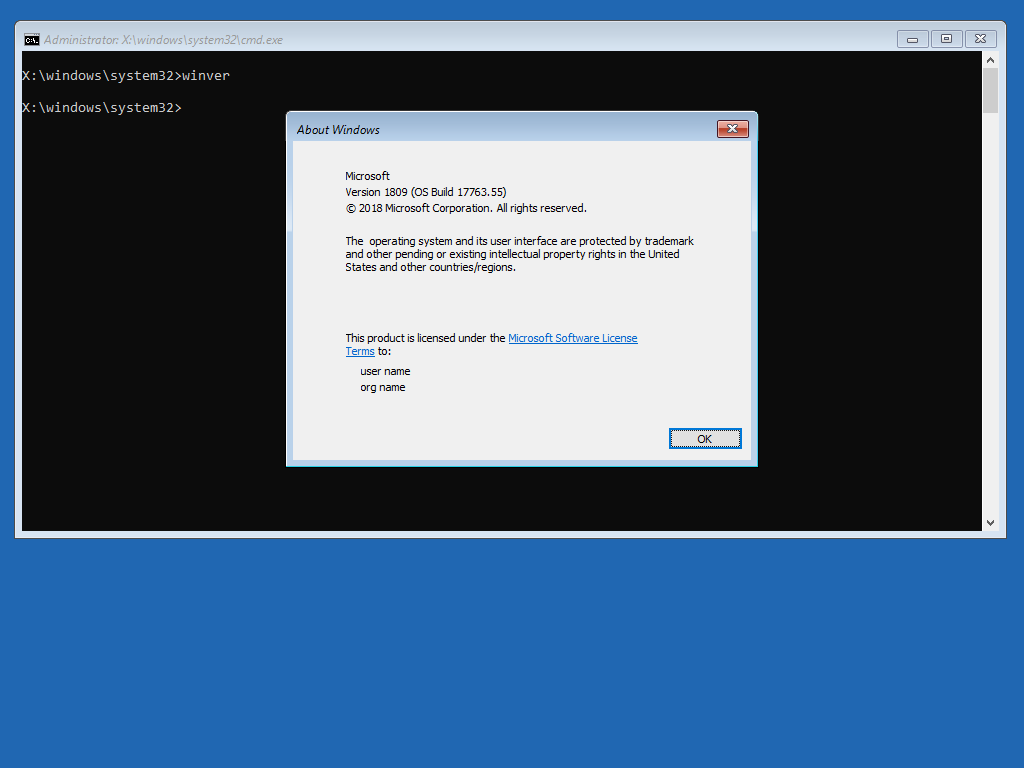 Administrator: X:\windows\system32\cmd.exe
X:\windows\system32>winver
X:\windows\system32>
About Windows
Microsoft
Version 1809 (OS Build 17763.55)
© 2018 Microsoft Corporation. All rights reserved.
The  operating system and its user interface are protected by trademark
and other pending or existing intellectual property rights in the United
States and other countries/regions.
This product is licensed under the Microsoft Software License
Terms to:
user name
org name
OK